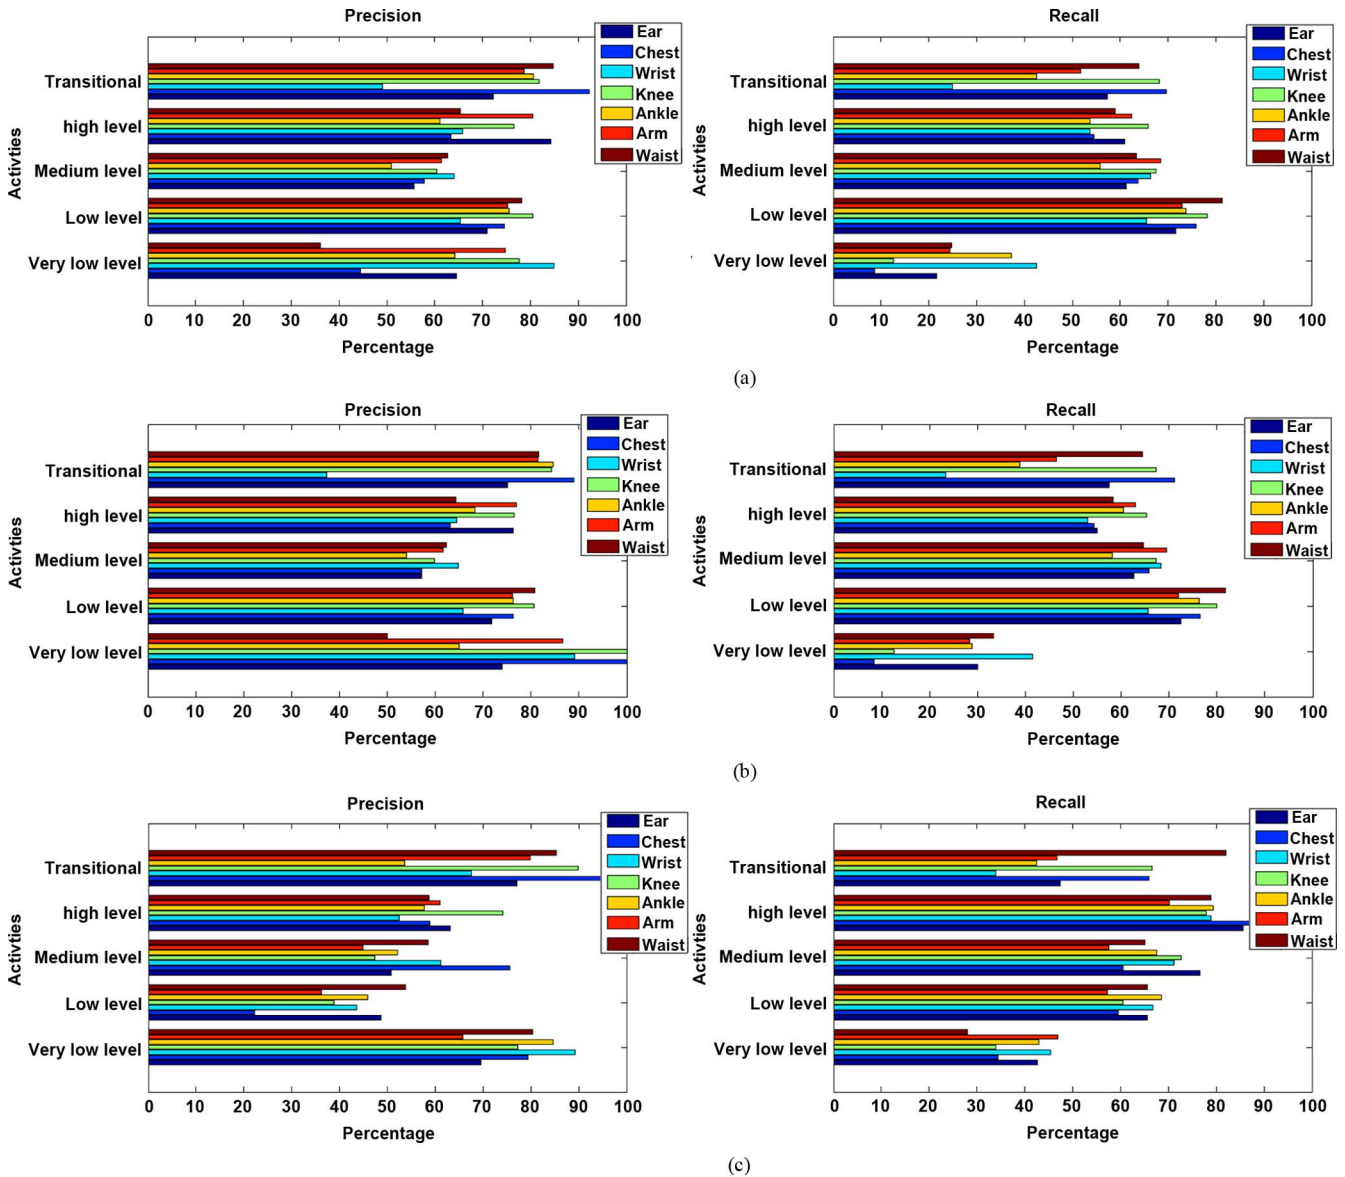 Precision
Ear
Chest
Wrist
Knee
Ankle
Arm
Waist
Transitional
high level
Medium level
Low level
Very low level
Activties
0 10 20 30 40 50 60 70 80 90 100
Percentage
Recall
Ear
Chest
Wrist
Knee
Ankle
Arm
Waist
Transitional
high level
Medium level
Low level
Very low level
Activties
0 10 20 30 40 50 60 70 80 90 100
Percentage
(a)
Precision
Ear
Chest
Wrist
Knee
Ankle
Arm
Waist
Transitional
high level
Medium level
Low level
Very low level
Activties
0 10 20 30 40 50 60 70 80 90 100
Percentage
Recall
Ear
Chest
Wrist
Knee
Ankle
Arm
Waist
Transitional
high level
Medium level
Low level
Very low level
Activties
0 10 20 30 40 50 60 70 80 90 100
Percentage
(b)
Precision
Ear
Chest
Wrist
Knee
Ankle
Arm
Waist
Transitional
high level
Medium level
Low level
Very low level
Activties
0 10 20 30 40 50 60 70 80 90 100
Percentage
Recall
Ear
Chest
Wrist
Knee
Ankle
Arm
Waist
Transitional
high level
Medium level
Low level
Very low level
Activties
0 10 20 30 40 50 60 70 80 90 100
Percentage
(c)